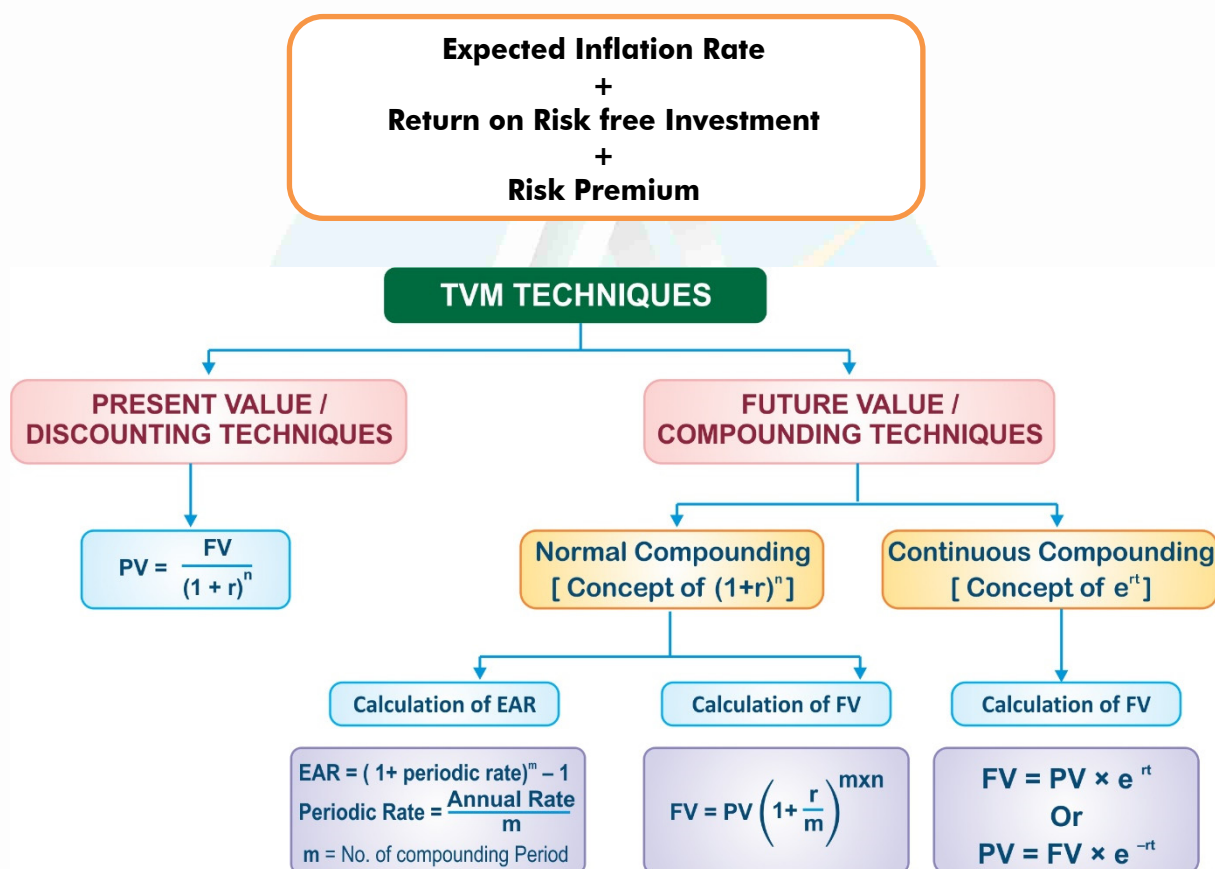 Expected Inflation Rate
+
Return on Risk free Investment
+
Risk Premium
TVM TECHNIQUES
PRESENT VALUE /
DISCOUNTING TECHNIQUES
FUTURE VALUE /
COMPOUNDING TECHNIQUES
PV = FV / (1 + r)^n
Normal Compounding
[ Concept of (1+r)^n ]
Continuous Compounding
[ Concept of e^rt ]
Calculation of EAR
Calculation of FV
Calculation of FV
EAR = ( 1+ periodic rate)^m – 1
Periodic Rate = Annual Rate / m
m = No. of compounding Period
FV = PV (1+ r/m)^mxn
FV = PV × e^rt
Or
PV = FV × e^–rt